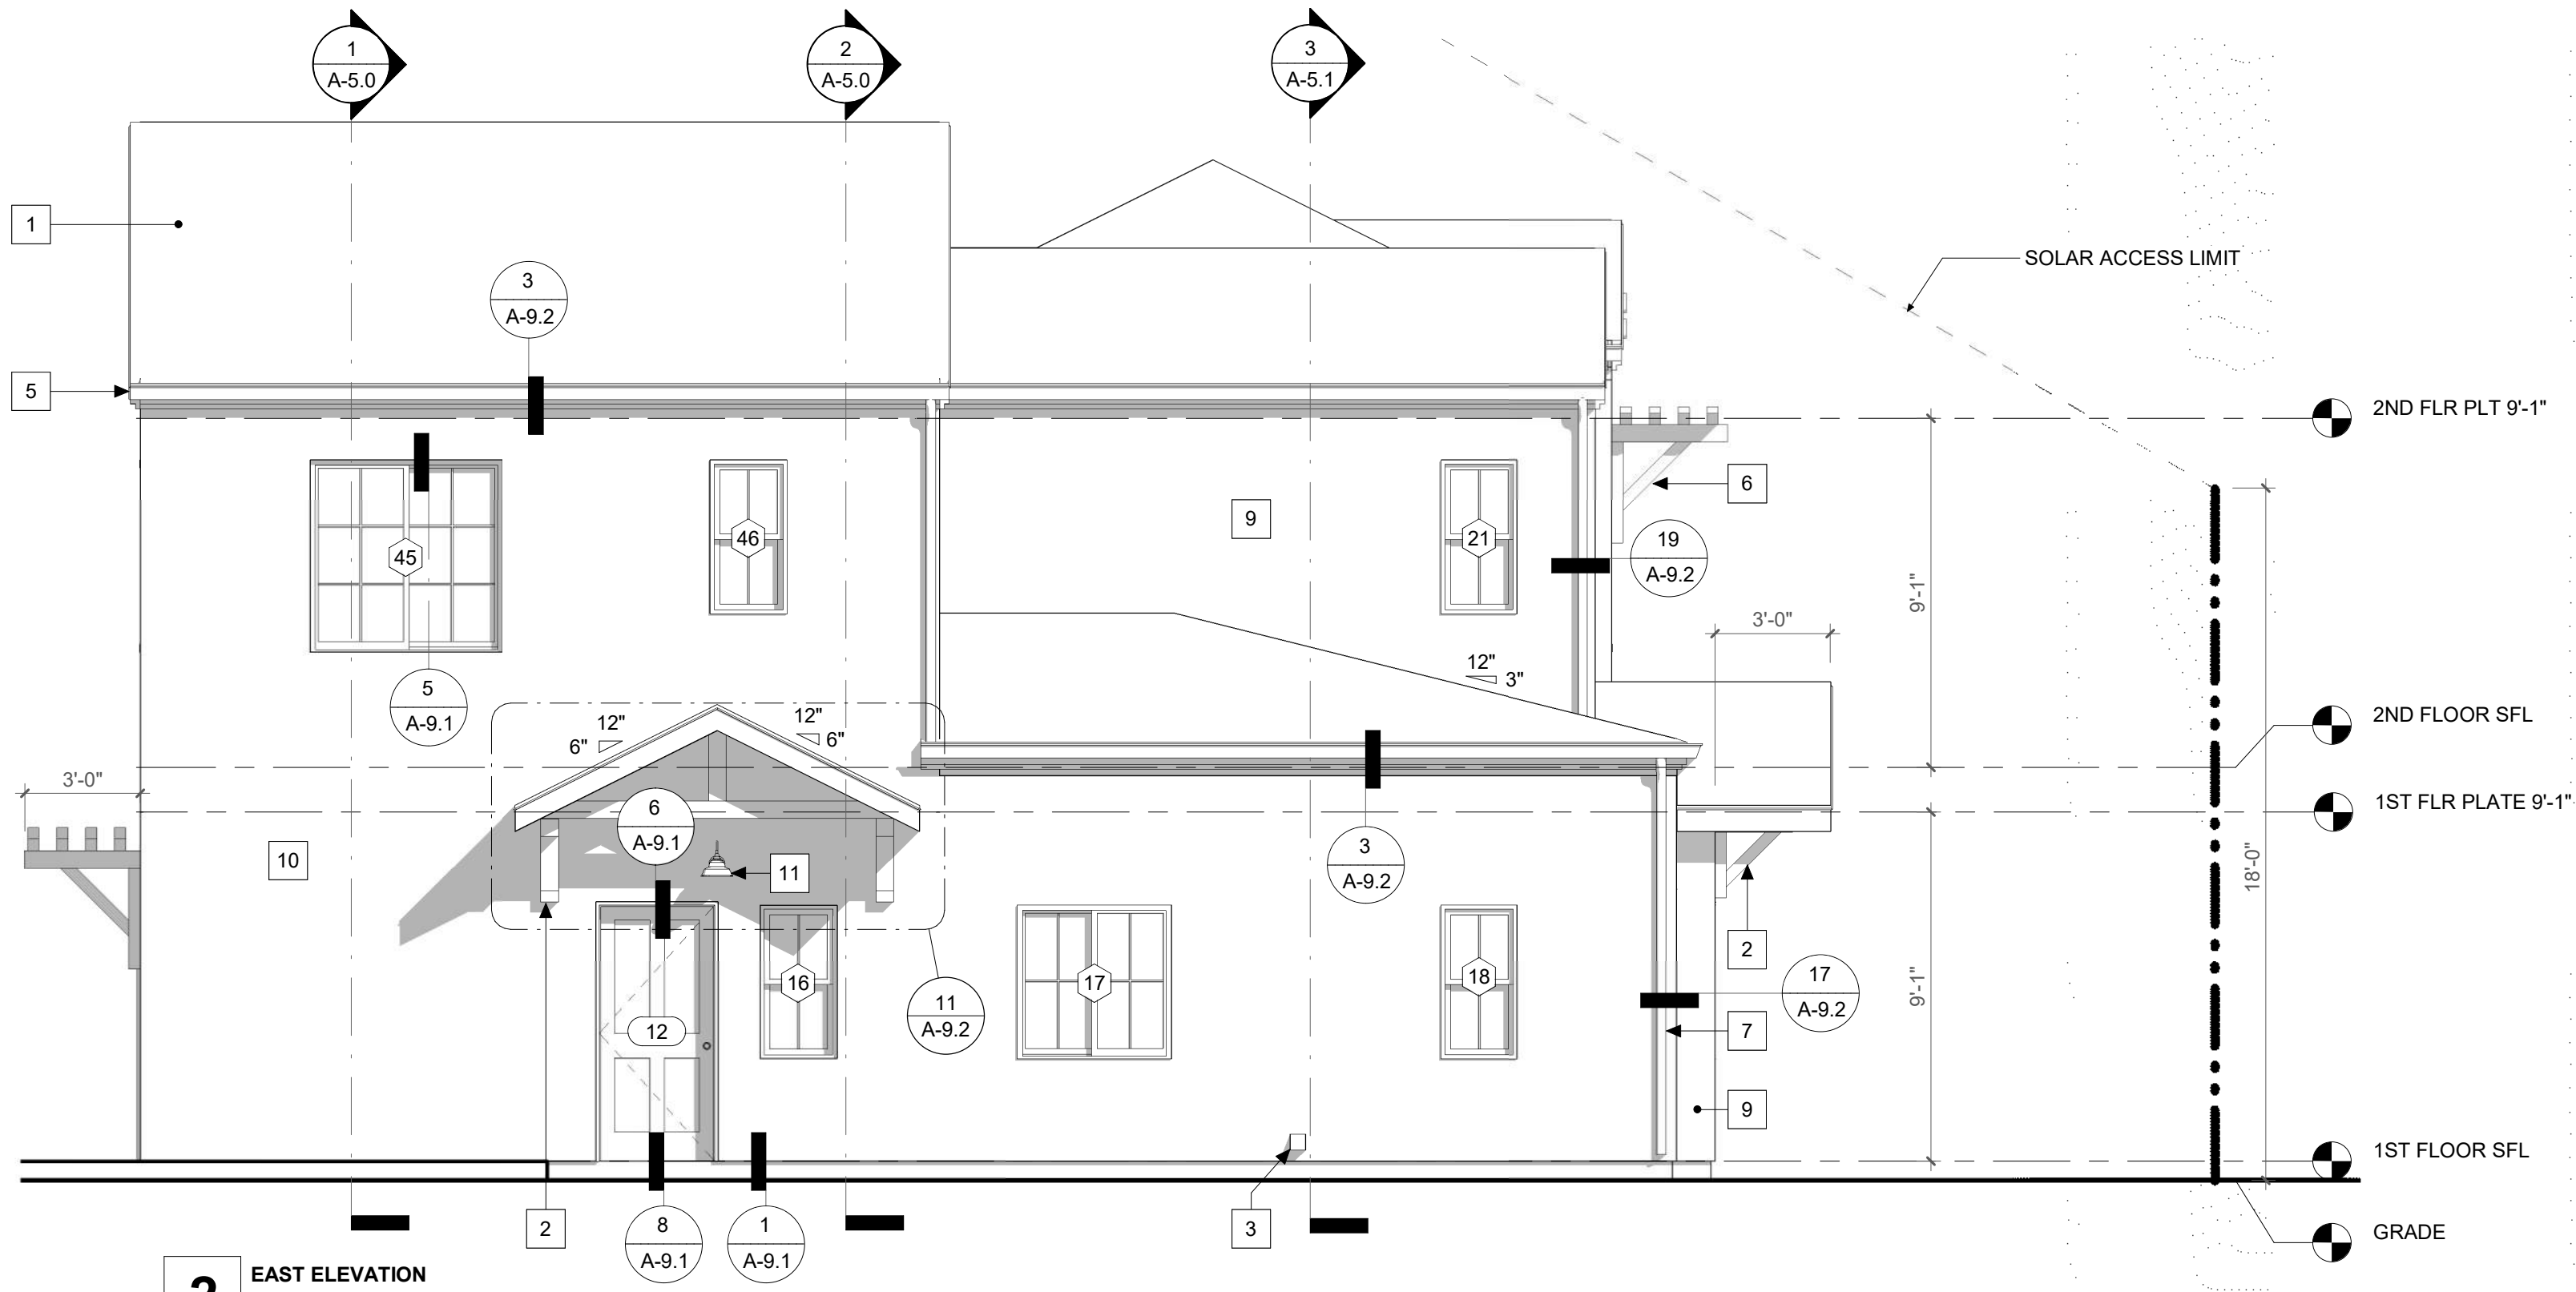 1
A-5.0
2
A-5.0
3
A-5.1
1
SOLAR ACCESS LIMIT
3
A-9.2
5
2ND FLR PLT 9'-1"
6
9
46
21
45
19
A-9.2
9'-1"
3'-0"
12"
3"
5
A-9.1
12"
6"
12"
6"
2ND FLOOR SFL
3'-0"
1ST FLR PLATE 9'-1"
6
A-9.1
10
11
3
A-9.2
18'-0"
2
16
17
18
9'-1"
17
A-9.2
11
A-9.2
12
7
9
1ST FLOOR SFL
2
8
A-9.1
1
A-9.1
3
GRADE
2
EAST ELEVATION